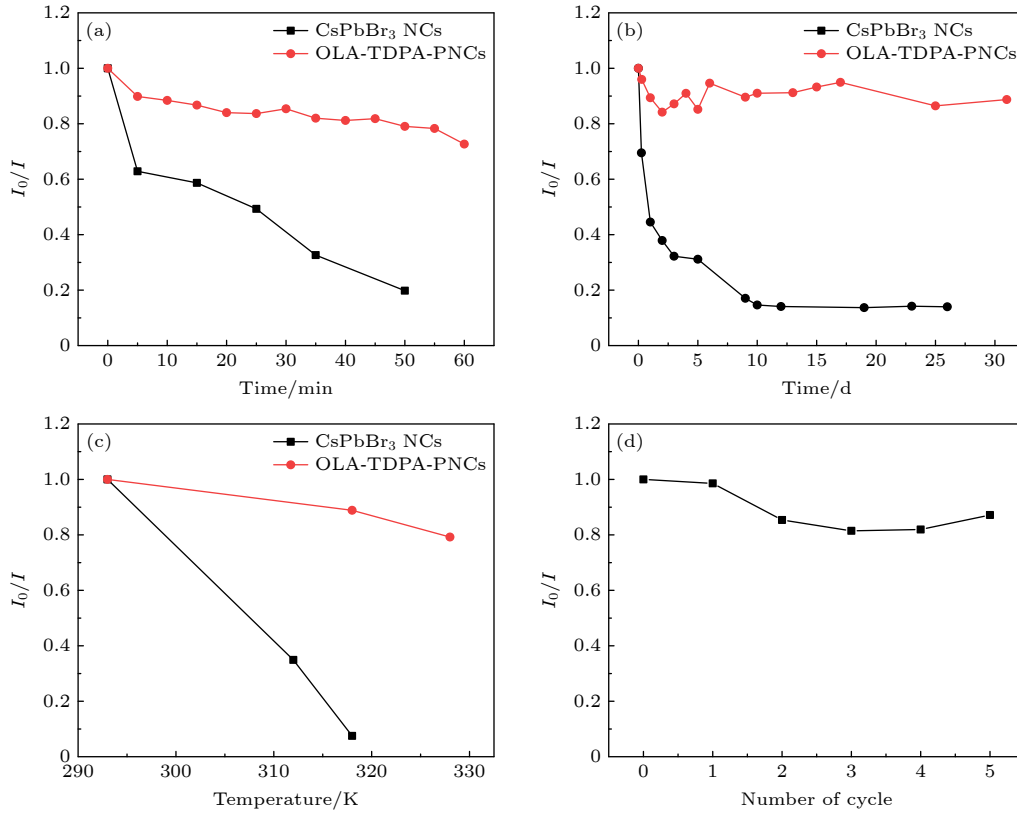 (a)
CsPbBr₃ NCs
OLA-TDPA-PNCs
1.2
1.0
0.8
0.6
0.4
0.2
0
I₀/I
0 10 20 30 40 50 60
Time/min
(b)
CsPbBr₃ NCs
OLA-TDPA-PNCs
1.2
1.0
0.8
0.6
0.4
0.2
0
I₀/I
0 5 10 15 20 25 30
Time/d
(c)
CsPbBr₃ NCs
OLA-TDPA-PNCs
1.2
1.0
0.8
0.6
0.4
0.2
0
I₀/I
290 300 310 320 330
Temperature/K
(d)
1.2
1.0
0.8
0.6
0.4
0.2
0
I₀/I
0 1 2 3 4 5
Number of cycle